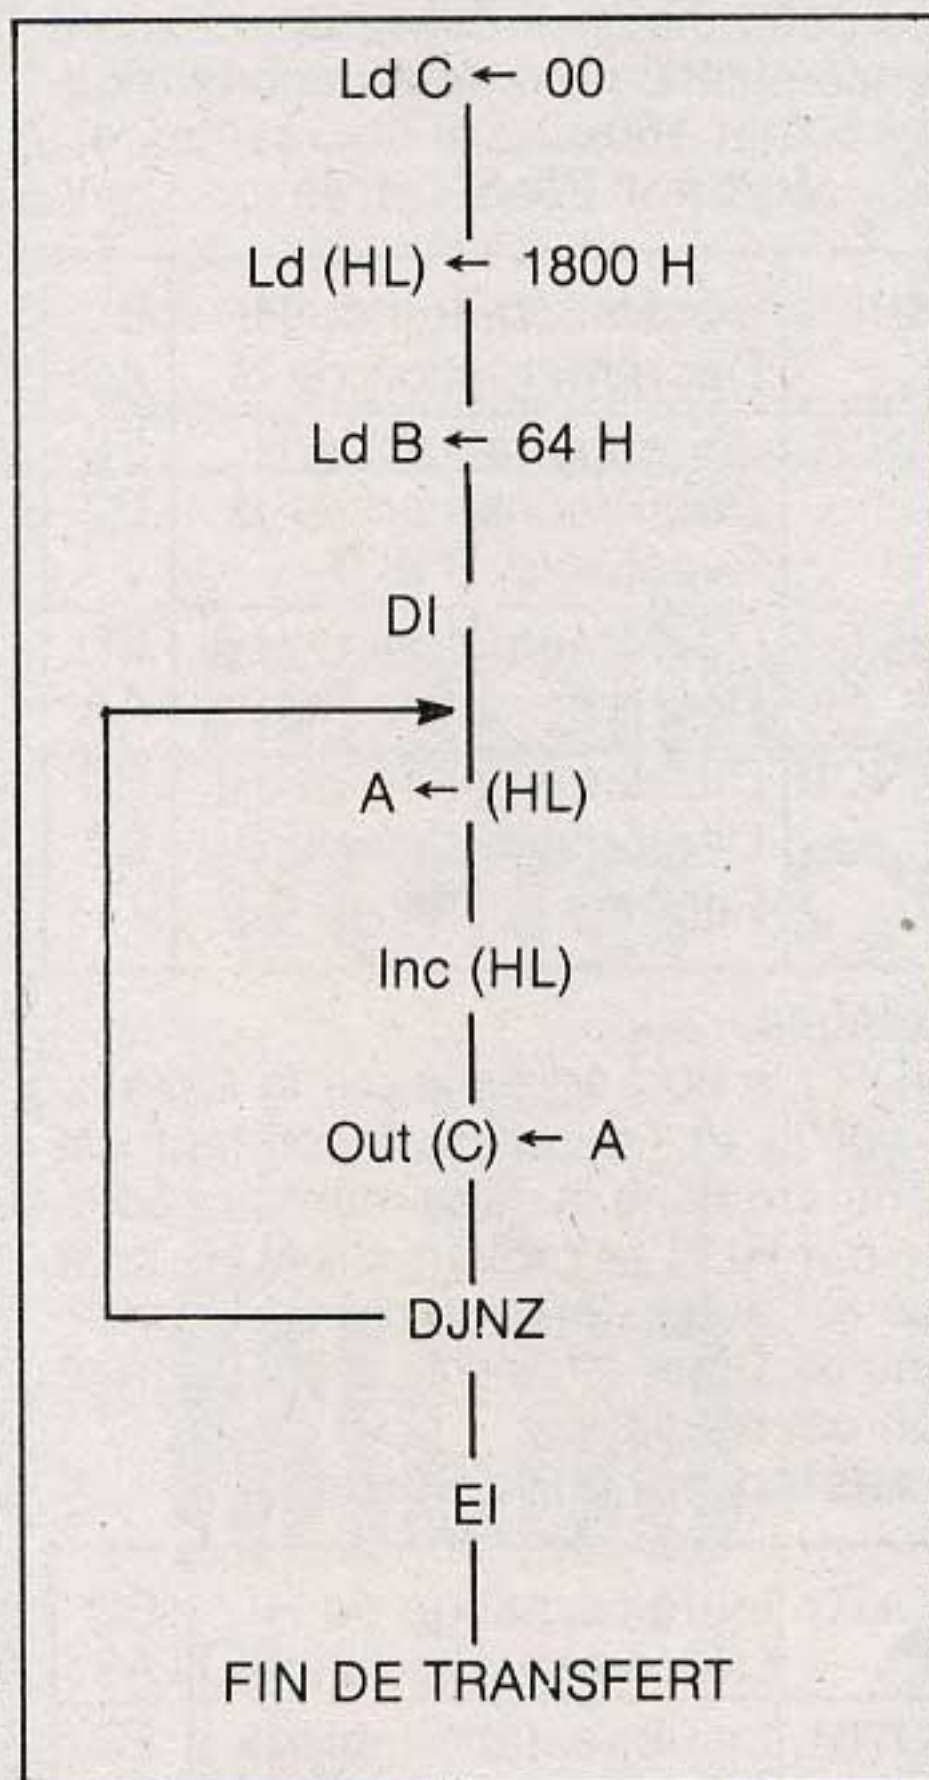 Ld C ← 00
Ld (HL) ← 1800 H
Ld B ← 64 H
DI
A ← (HL)
Inc (HL)
Out (C) ← A
DJNZ
EI
FIN DE TRANSFERT